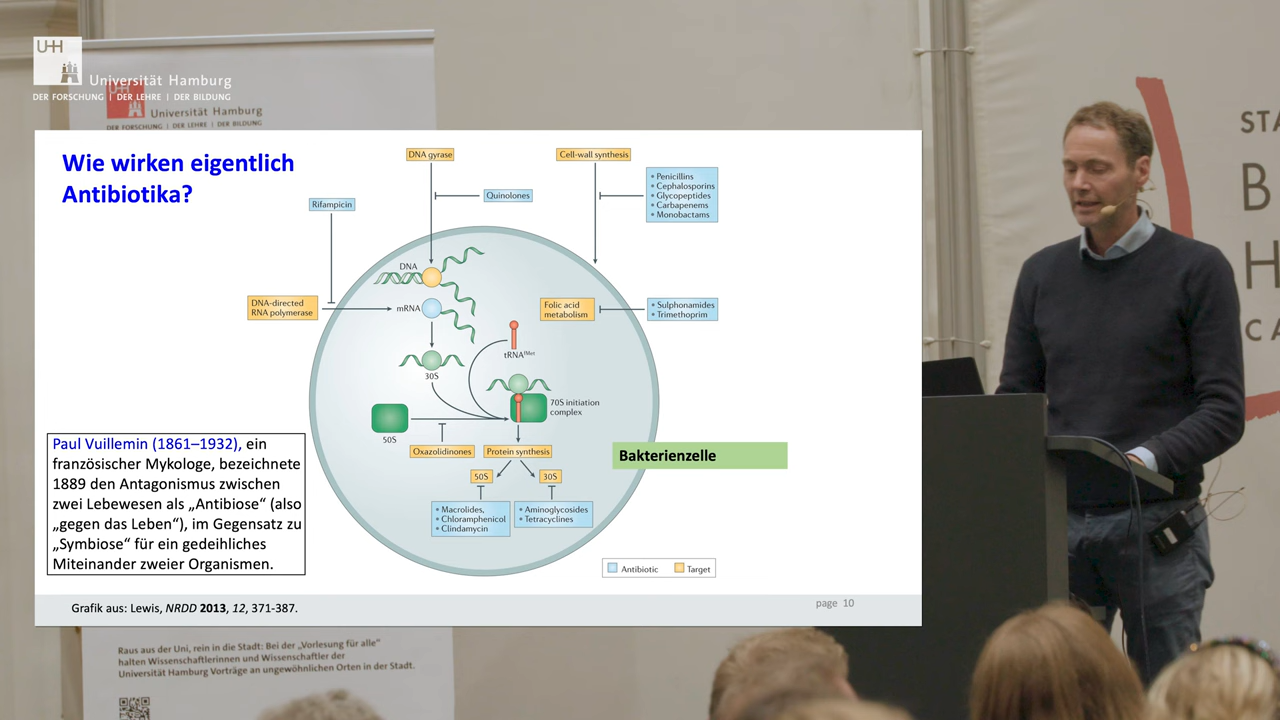 UHH
Universität Hamburg
DER FORSCHUNG | DER LEHRE | DER BILDUNG
UHH
Universität Hamburg
DER FORSCHUNG | DER LEHRE | DER BILDUNG
Wie wirken eigentlich
Antibiotika?
DNA gyrase
Cell-wall synthesis
Quinolones
• Penicillins
• Cephalosporins
• Glycopeptides
• Carbapenems
• Monobactams
Rifampicin
DNA
DNA-directed
RNA polymerase
mRNA
Folic acid
metabolism
• Sulphonamides
• Trimethoprim
tRNAfMet
30S
70S initiation
complex
50S
Oxazolidinones
Protein synthesis
50S
30S
• Macrolides,
• Chloramphenicol
• Clindamycin
• Aminoglycosides
• Tetracyclines
Bakterienzelle
Paul Vuillemin (1861–1932), ein
französischer Mykologe, bezeichnete
1889 den Antagonismus zwischen
zwei Lebewesen als „Antibiose“ (also
„gegen das Leben“), im Gegensatz zu
„Symbiose“ für ein gedeihliches
Miteinander zweier Organismen.
Antibiotic
Target
Grafik aus: Lewis, NRDD 2013, 12, 371-387.
page 10
Raus aus der Uni, rein in die Stadt: Bei der „Vorlesung für alle“
halten Wissenschaftlerinnen und Wissenschaftler der
Universität Hamburg Vorträge an ungewöhnlichen Orten in der Stadt.
STA
B
H
CA